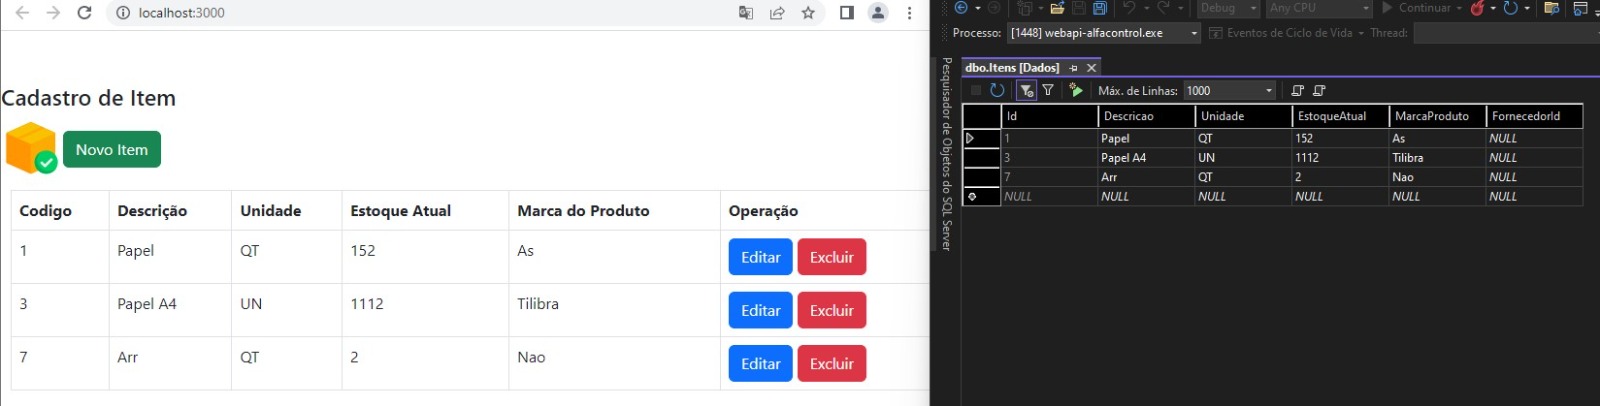 localhost:3000
Cadastro de Item
Novo Item
Codigo Descrição Unidade Estoque Atual Marca do Produto Operação
1 Papel QT 152 As Editar Excluir
3 Papel A4 UN 1112 Tilibra Editar Excluir
7 Arr QT 2 Nao Editar Excluir
Debug Any CPU Continuar
Processo: [1448] webapi-alfacontrol.exe Eventos de Ciclo de Vida Thread:
Pesquisador de Objetos do SQL Server
dbo.Itens [Dados]
Máx. de Linhas: 1000
Id Descricao Unidade EstoqueAtual MarcaProduto FornecedorId
1 Papel QT 152 As NULL
3 Papel A4 UN 1112 Tilibra NULL
7 Arr QT 2 Nao NULL
NULL NULL NULL NULL NULL NULL